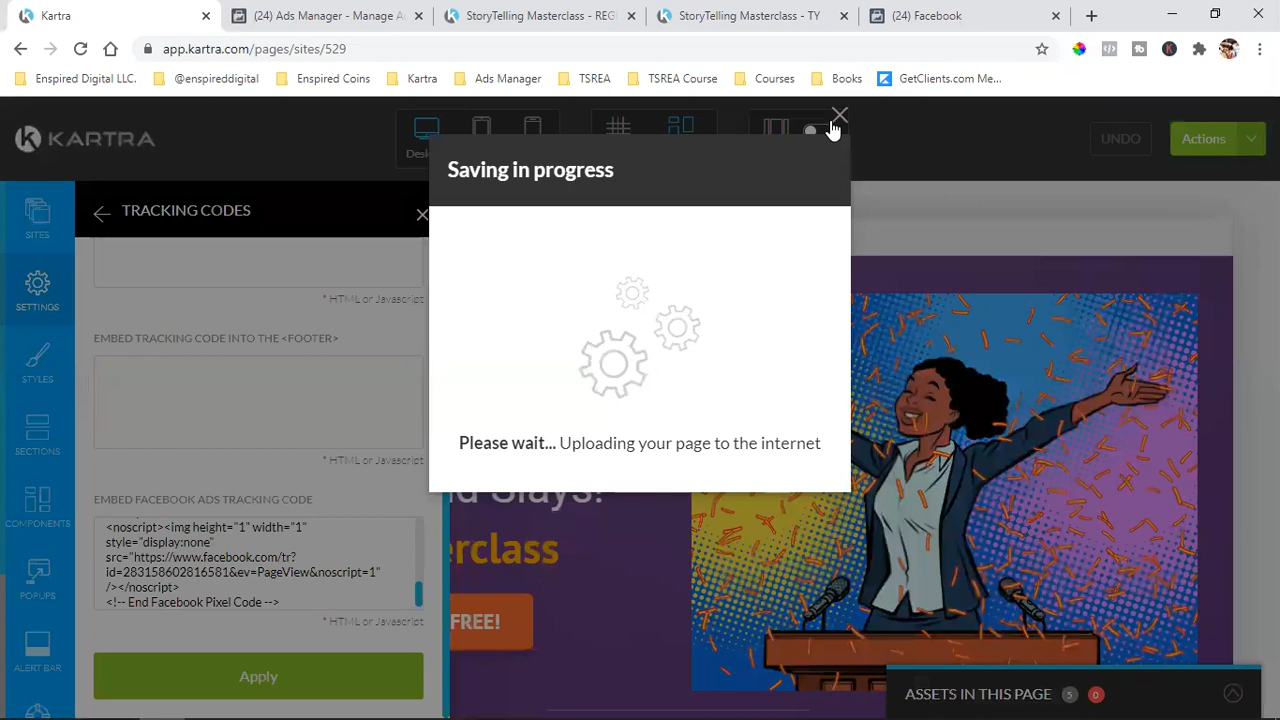 Kartra
(24) Ads Manager - Manage A
StoryTelling Masterclass - REG
StoryTelling Masterclass - TY
(24) Facebook
app.kartra.com/pages/sites/529
Enspired Digital LLC.
@enspireddigital
Enspired Coins
Kartra
Ads Manager
TSREA
TSREA Course
Courses
Books
GetClients.com Me...
KARTRA
Des
UNDO
Actions
Saving in progress
Please wait... Uploading your page to the internet
SITES
SETTINGS
STYLES
SECTIONS
COMPONENTS
POPUPS
ALERT BAR
TRACKING CODES
* HTML or Javascript
EMBED TRACKING CODE INTO THE <FOOTER>
* HTML or Javascript
EMBED FACEBOOK ADS TRACKING CODE
<noscript><img height="1" width="1"
style="display:none"
src="https://www.facebook.com/tr?
id=283158602816581&ev=PageView&noscript=1"
/></noscript>
<!-- End Facebook Pixel Code -->
* HTML or Javascript
Apply
nd Slays!
erclass
FREE!
ASSETS IN THIS PAGE 5 0